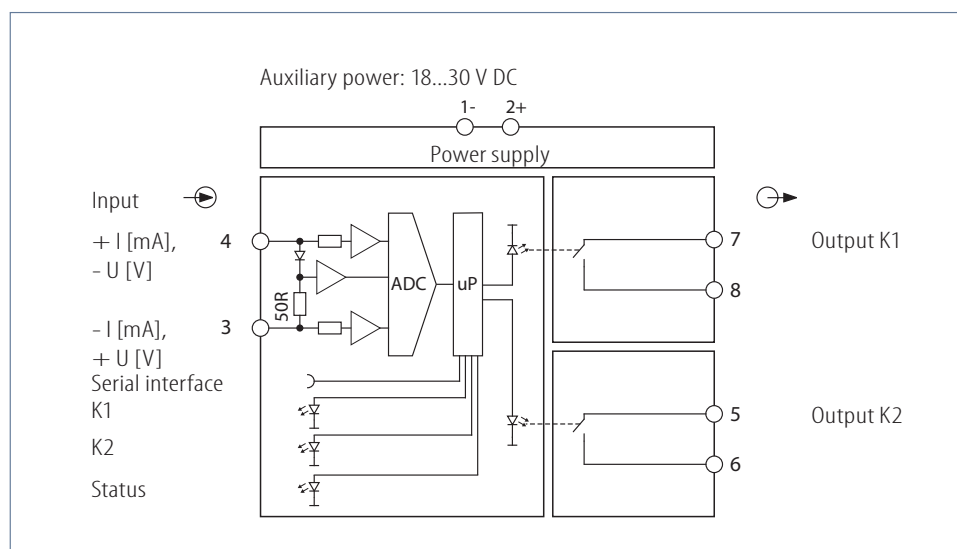 Auxiliary power: 18...30 V DC
1-
2+
Power supply
Input
+ I [mA],
- U [V]
4
50R
ADC
uP
7
Output K1
8
- I [mA],
+ U [V]
3
Serial interface
K1
K2
Status
5
Output K2
6